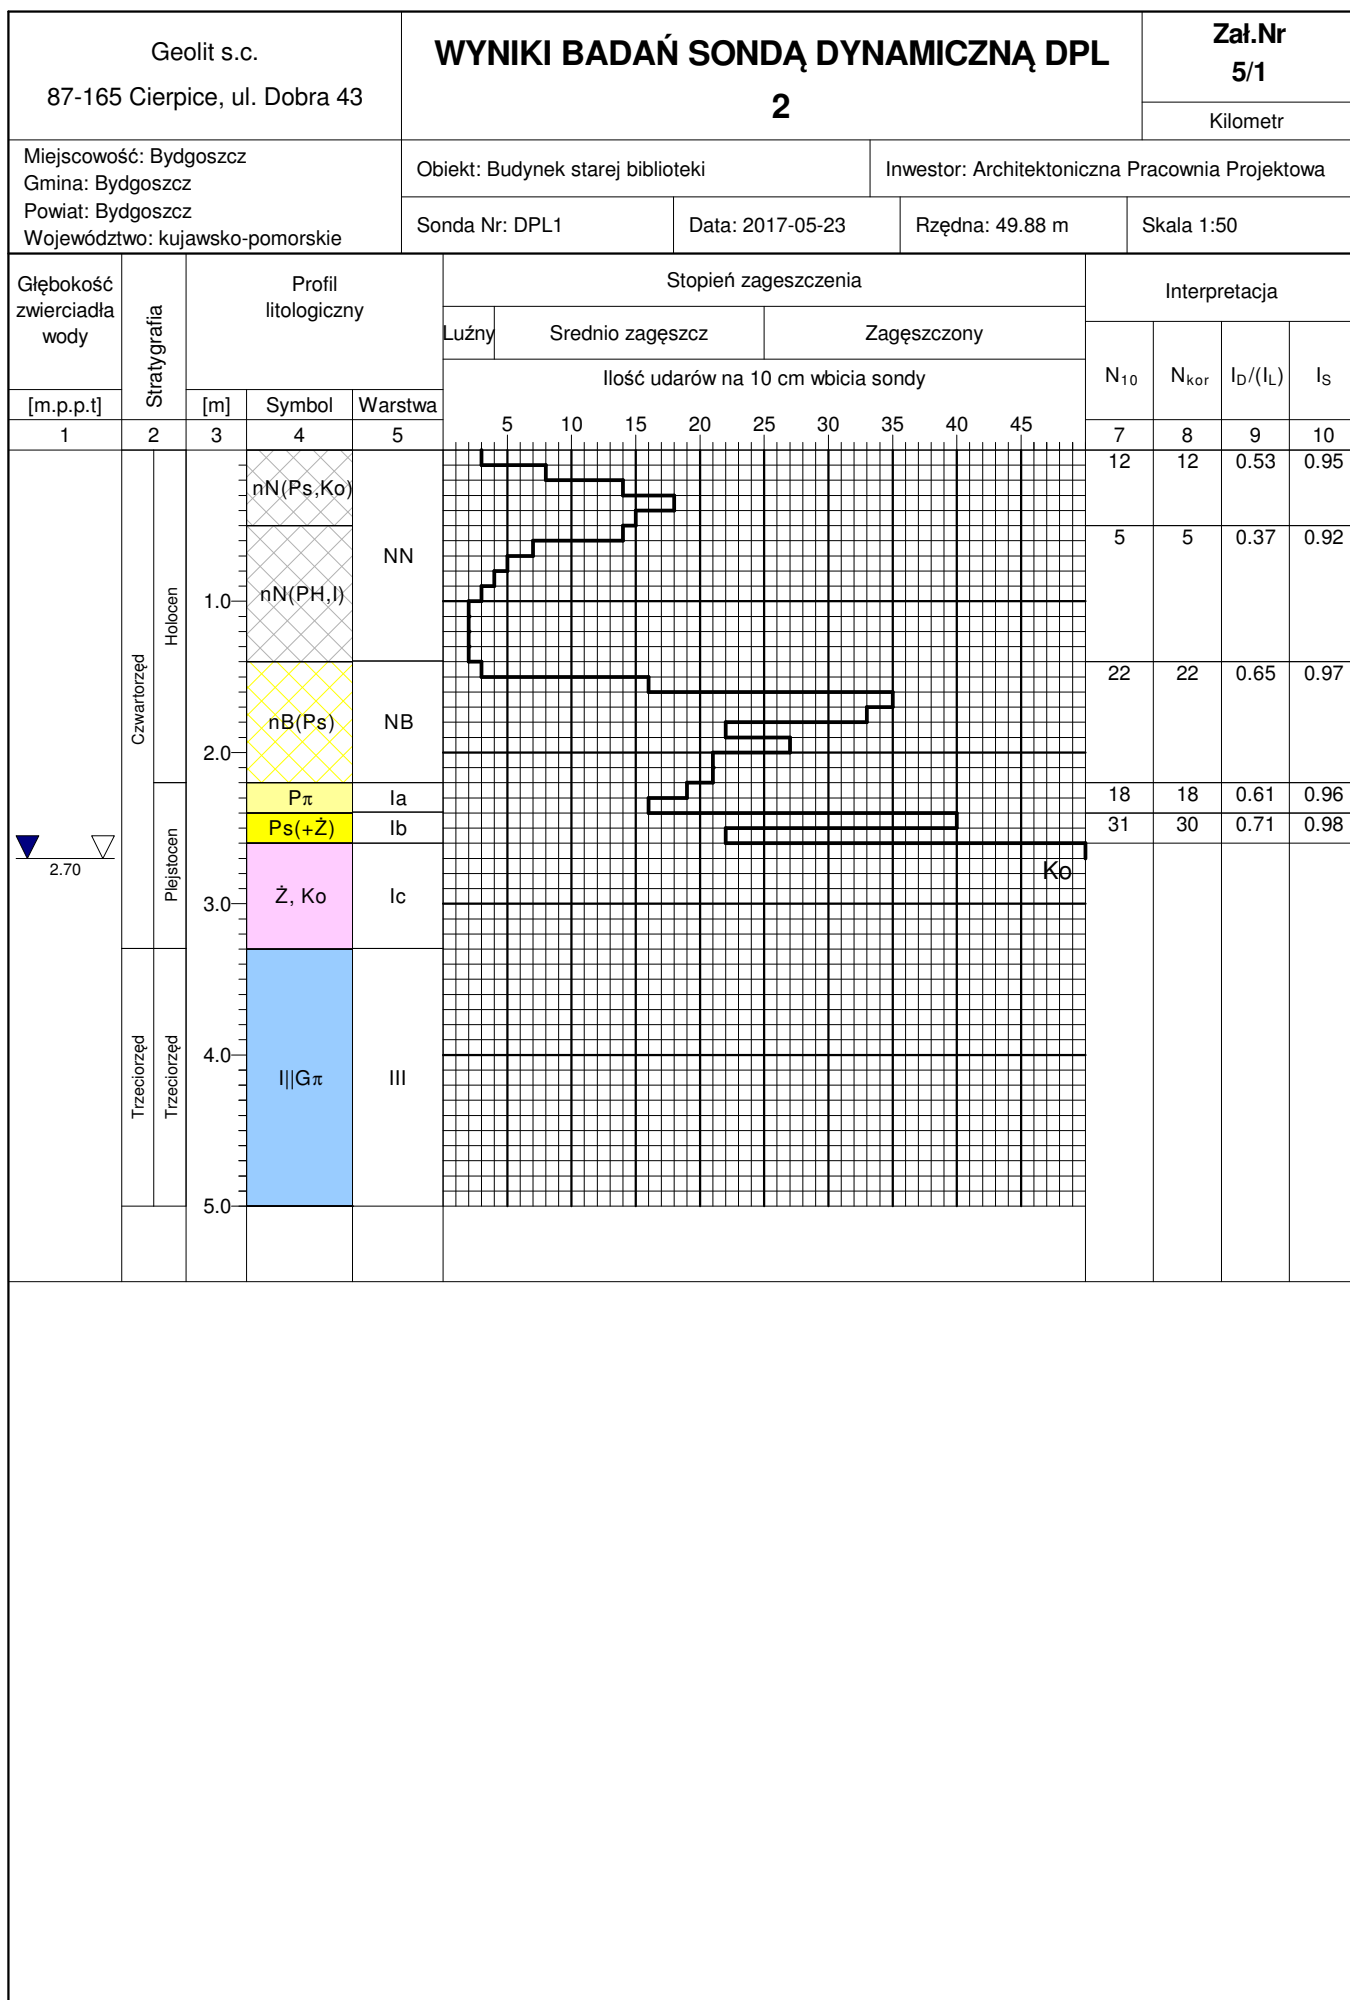 Geolit s.c.
87-165 Cierpice, ul. Dobra 43
WYNIKI BADAŃ SONDĄ DYNAMICZNĄ DPL
2
Zał.Nr
5/1
Kilometr
Miejscowość: Bydgoszcz
Gmina: Bydgoszcz
Powiat: Bydgoszcz
Województwo: kujawsko-pomorskie
Obiekt: Budynek starej biblioteki
Inwestor: Architektoniczna Pracownia Projektowa
Sonda Nr: DPL1
Data: 2017-05-23
Rzędna: 49.88 m
Skala 1:50
Głębokość
zwierciadła
wody
[m.p.p.t]
Stratygrafia
Profil
litologiczny
[m] Symbol Warstwa
Stopień zageszczenia
Luźny Srednio zagęszcz Zagęszczony
Ilość udarów na 10 cm wbicia sondy
5 10 15 20 25 30 35 40 45
Interpretacja
N10 Nkor ID/(IL) IS
1 2 3 4 5 7 8 9 10
nN(Ps,Ko) 12 12 0.53 0.95
NN
nN(PH,I) 5 5 0.37 0.92
1.0
Holocen
Czwartorzęd
nB(Ps) NB 22 22 0.65 0.97
2.0
Pπ Ia 18 18 0.61 0.96
Ps(+Ż) Ib 31 30 0.71 0.98
2.70
Plejstocen
Ko
Ż, Ko Ic
3.0
4.0
Trzeciorzęd
Trzeciorzęd
I||Gπ III
5.0